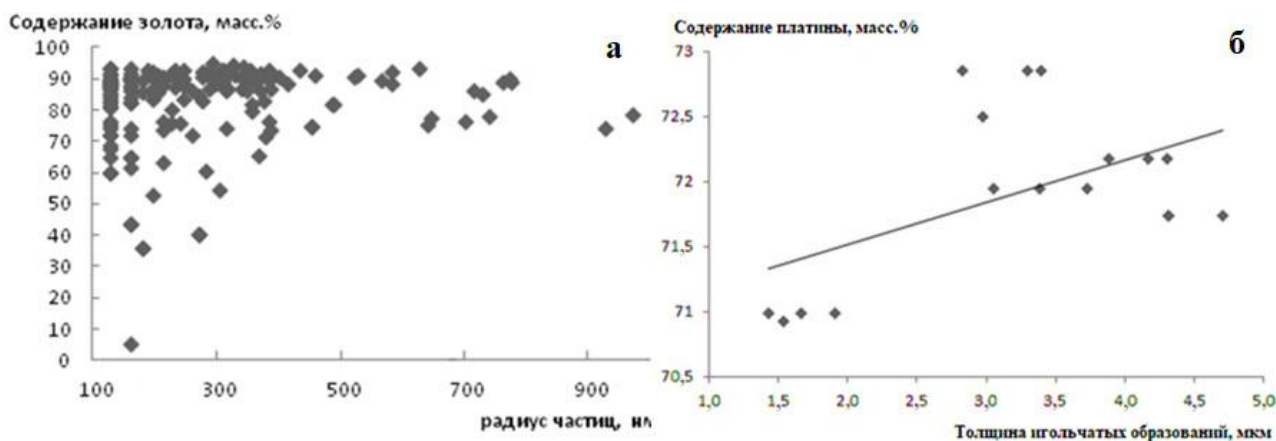 Содержание золота, масс.%
а
100
90
80
70
60
50
40
30
20
10
0
100 300 500 700 900
радиус частиц, нм
Содержание платины, масс.%
б
73
72,5
72
71,5
71
70,5
1,0 1,5 2,0 2,5 3,0 3,5 4,0 4,5 5,0
Толщина игольчатых образований, мкм